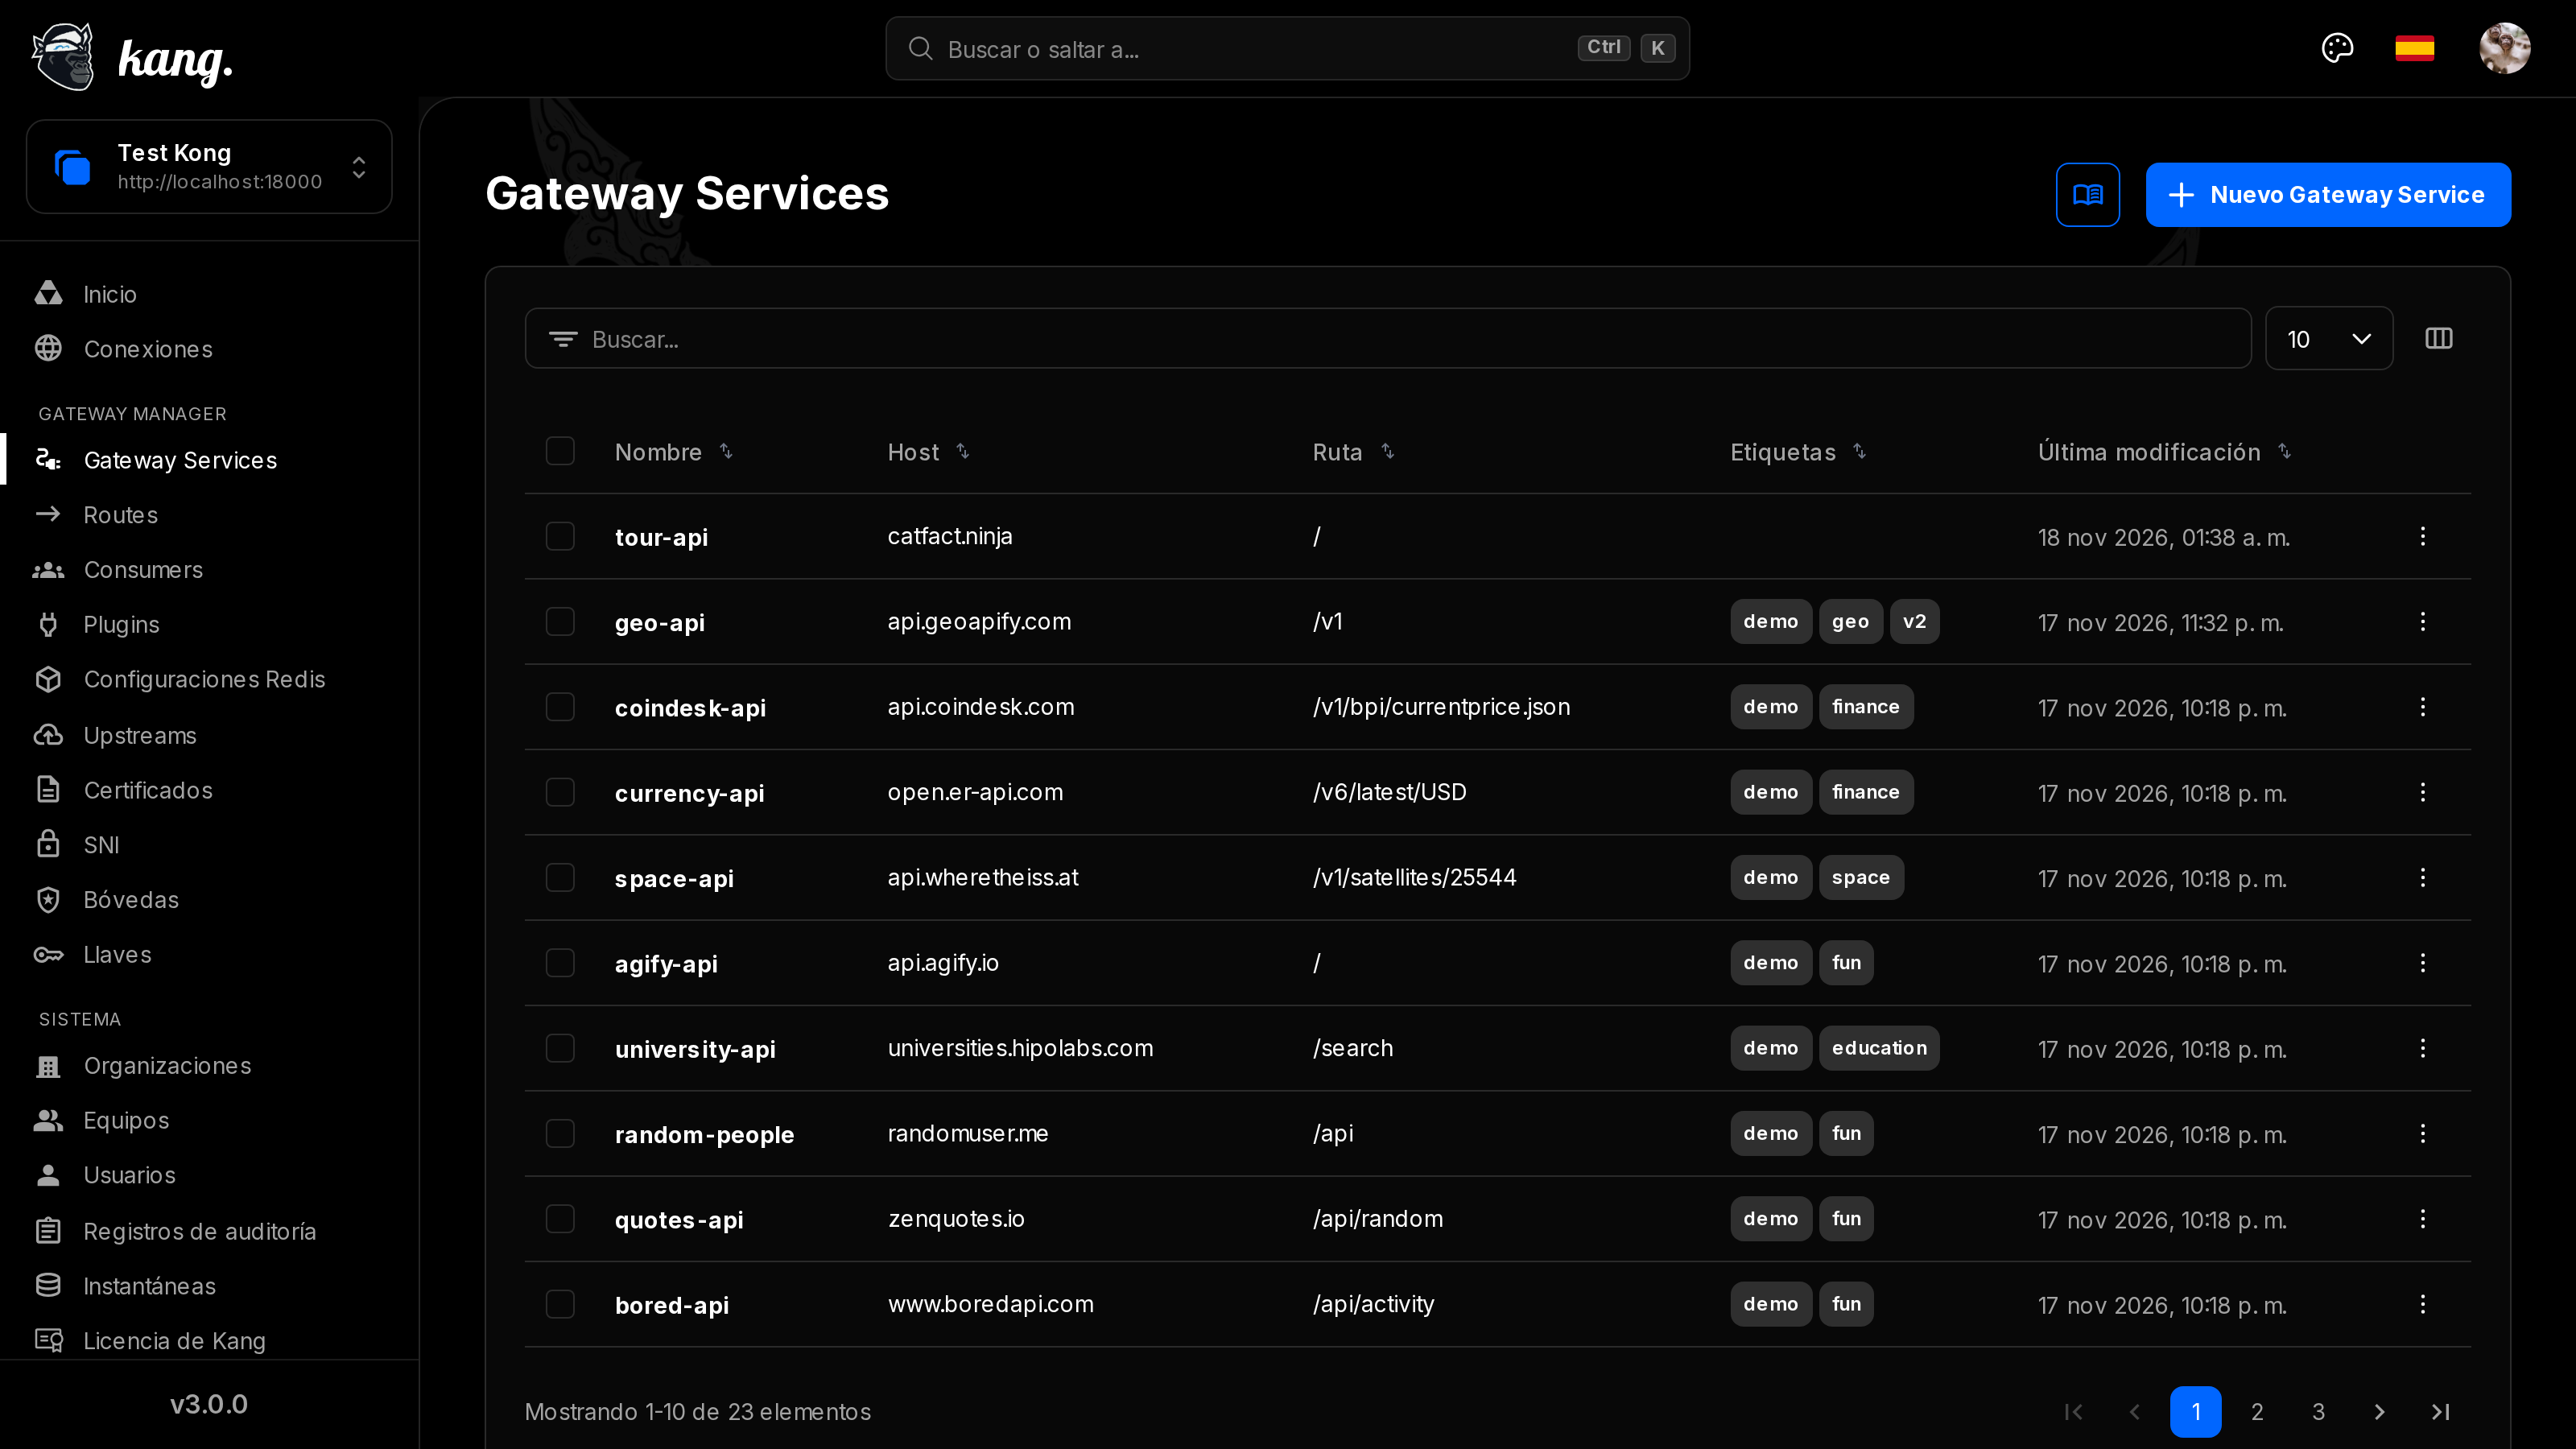 kang.
Buscar o saltar a...
Ctrl K
Test Kong
http://localhost:18000
Inicio
Conexiones
GATEWAY MANAGER
Gateway Services
Routes
Consumers
Plugins
Configuraciones Redis
Upstreams
Certificados
SNI
Bóvedas
Llaves
SISTEMA
Organizaciones
Equipos
Usuarios
Registros de auditoría
Instantáneas
Licencia de Kang
v3.0.0
Gateway Services
Nuevo Gateway Service
Buscar...
10
Nombre Host Ruta Etiquetas Última modificación
tour-api catfact.ninja / 18 nov 2026, 01:38 a. m.
geo-api api.geoapify.com /v1 demo geo v2 17 nov 2026, 11:32 p. m.
coindesk-api api.coindesk.com /v1/bpi/currentprice.json demo finance 17 nov 2026, 10:18 p. m.
currency-api open.er-api.com /v6/latest/USD demo finance 17 nov 2026, 10:18 p. m.
space-api api.wheretheiss.at /v1/satellites/25544 demo space 17 nov 2026, 10:18 p. m.
agify-api api.agify.io / demo fun 17 nov 2026, 10:18 p. m.
university-api universities.hipolabs.com /search demo education 17 nov 2026, 10:18 p. m.
random-people randomuser.me /api demo fun 17 nov 2026, 10:18 p. m.
quotes-api zenquotes.io /api/random demo fun 17 nov 2026, 10:18 p. m.
bored-api www.boredapi.com /api/activity demo fun 17 nov 2026, 10:18 p. m.
Mostrando 1-10 de 23 elementos
1 2 3